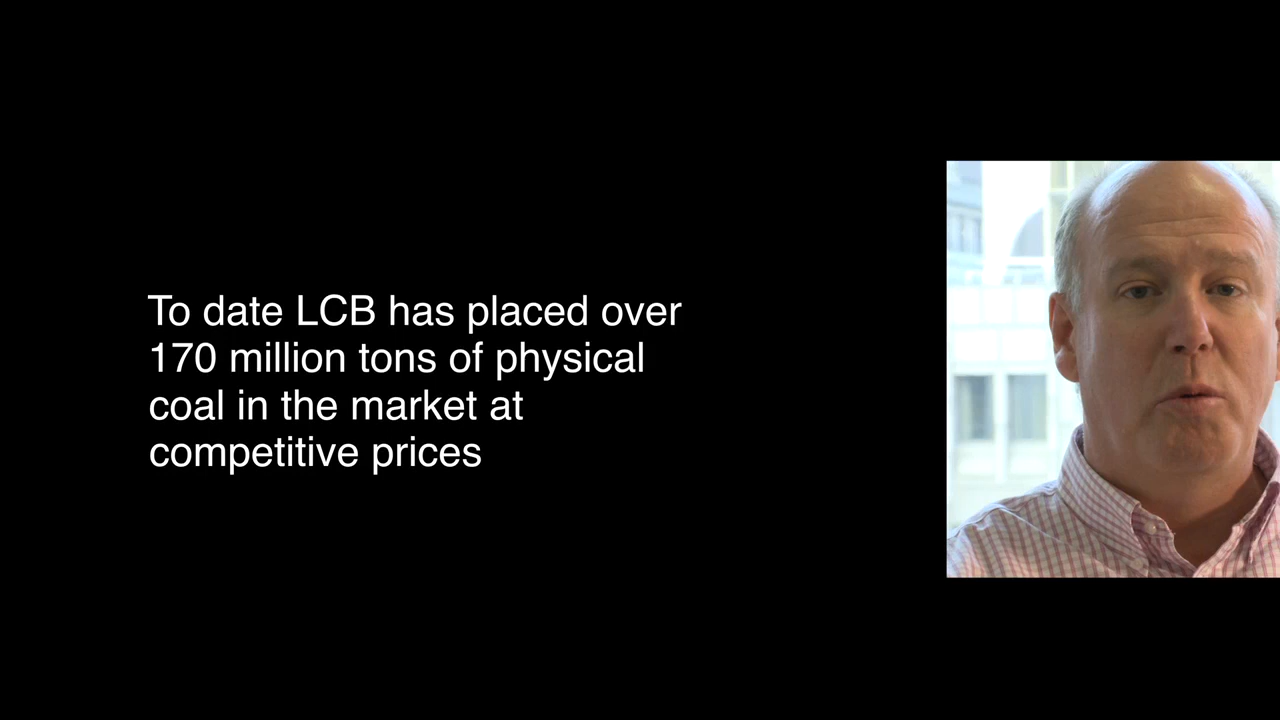 To date LCB has placed over
170 million tons of physical
coal in the market at
competitive prices